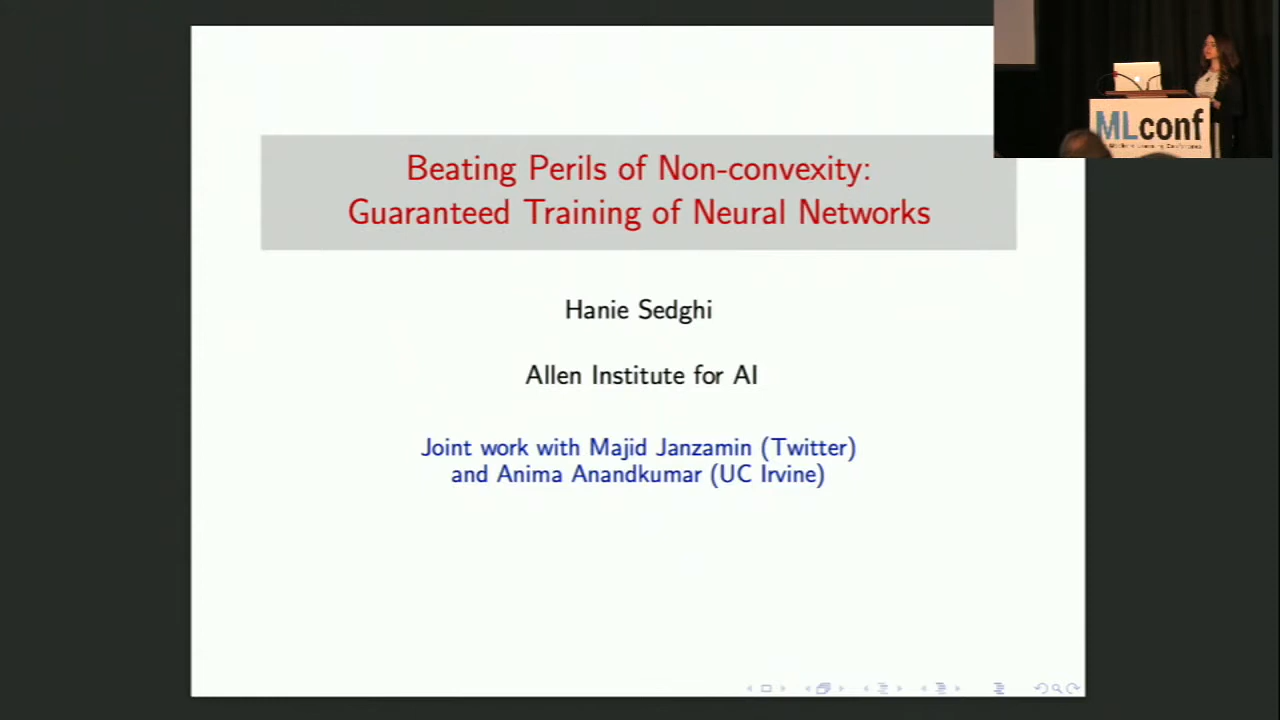 Beating Perils of Non-convexity:
Guaranteed Training of Neural Networks
Hanie Sedghi
Allen Institute for AI
Joint work with Majid Janzamin (Twitter)
and Anima Anandkumar (UC Irvine)
MLconf